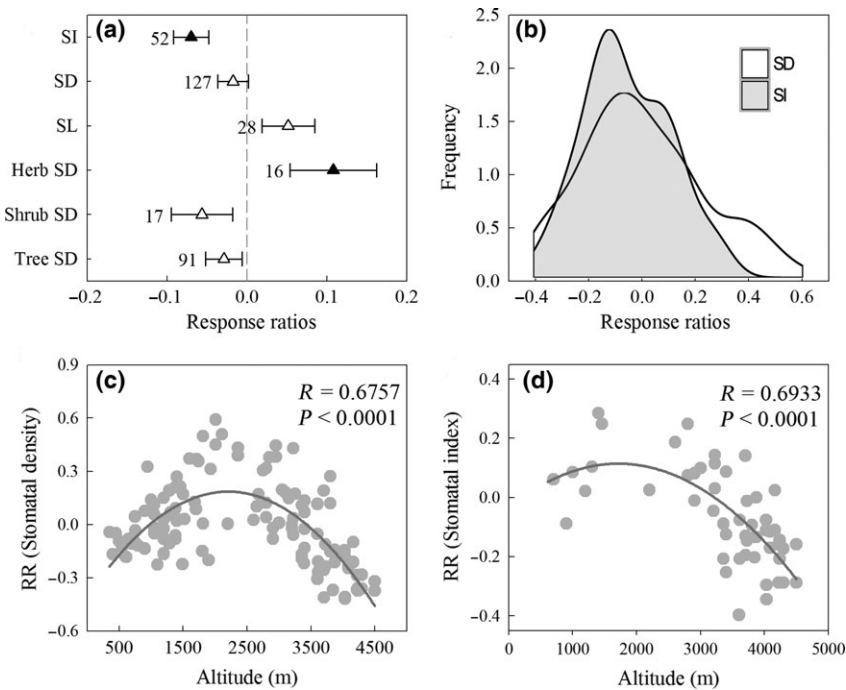 (a)
SI
52
SD
127
SL
28
Herb SD
16
Shrub SD
17
Tree SD
91
−0.2
−0.1
0.0
0.1
0.2
Response ratios
(b)
2.5
2.0
1.5
1.0
0.5
0.0
Frequency
SD
SI
−0.4
−0.2
0.0
0.2
0.4
0.6
Response ratios
(c)
R = 0.6757
P < 0.0001
0.9
0.6
0.3
0.0
−0.3
−0.6
RR (Stomatal density)
500
1500
2500
3500
4500
Altitude (m)
(d)
R = 0.6933
P < 0.0001
0.4
0.2
0.0
−0.2
−0.4
RR (Stomatal index)
0
1000
2000
3000
4000
5000
Altitude (m)